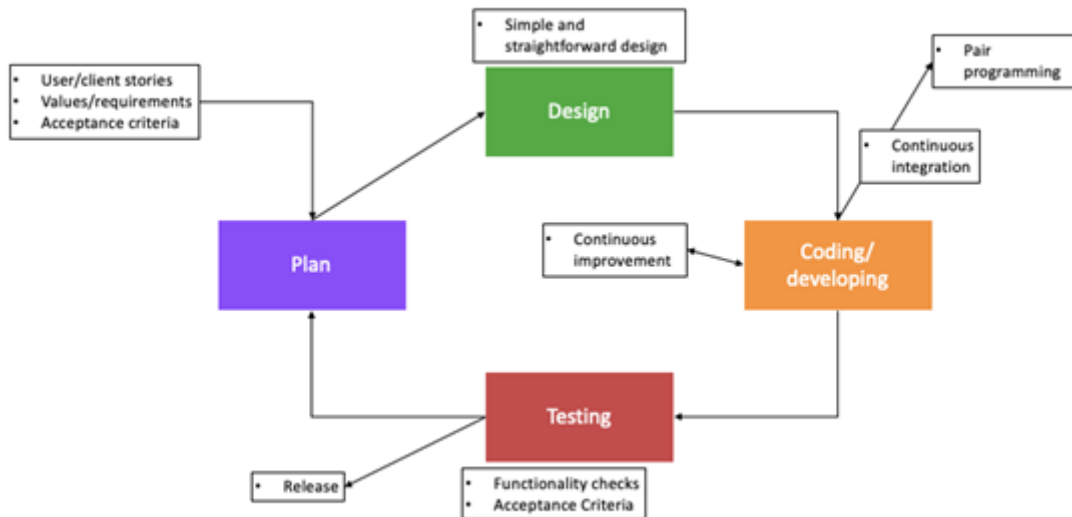 • Simple and
straightforward design
• Pair
programming
• User/client stories
• Values/requirements
• Acceptance criteria
Design
• Continuous
integration
Plan
• Continuous
improvement
Coding/
developing
Testing
• Release
• Functionality checks
• Acceptance Criteria